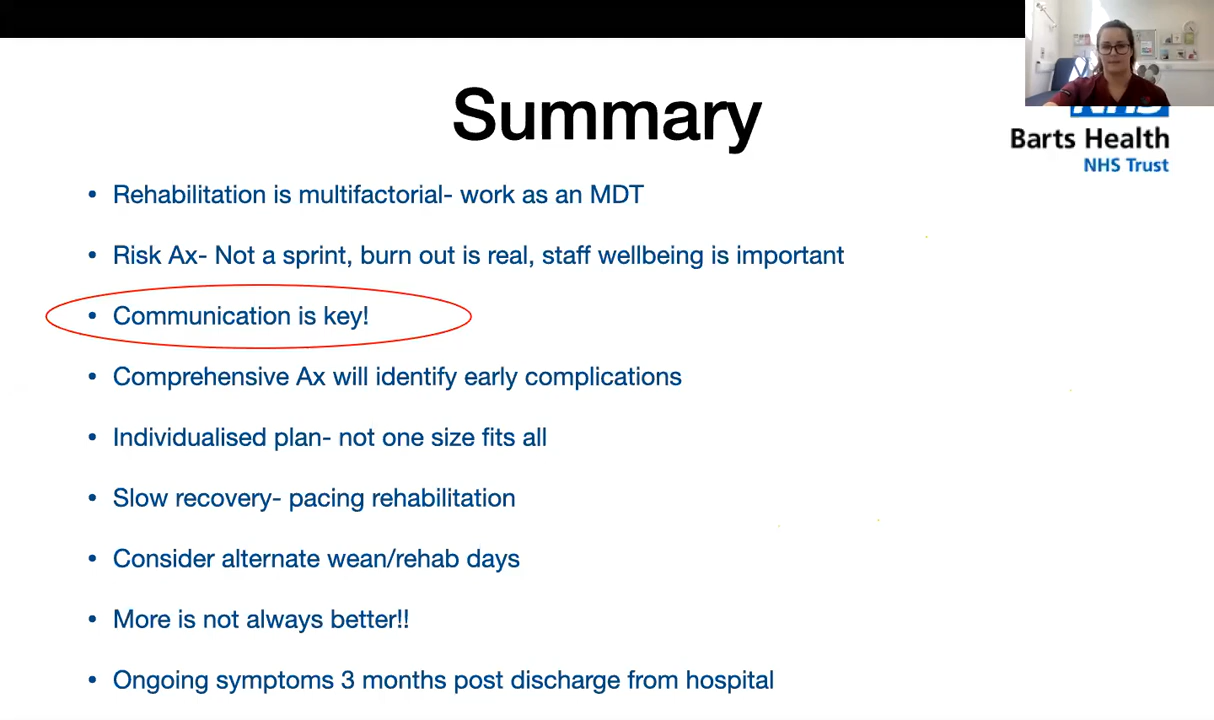 Summary
NHS
Barts Health
NHS Trust
• Rehabilitation is multifactorial- work as an MDT
• Risk Ax- Not a sprint, burn out is real, staff wellbeing is important
• Communication is key!
• Comprehensive Ax will identify early complications
• Individualised plan- not one size fits all
• Slow recovery- pacing rehabilitation
• Consider alternate wean/rehab days
• More is not always better!!
• Ongoing symptoms 3 months post discharge from hospital